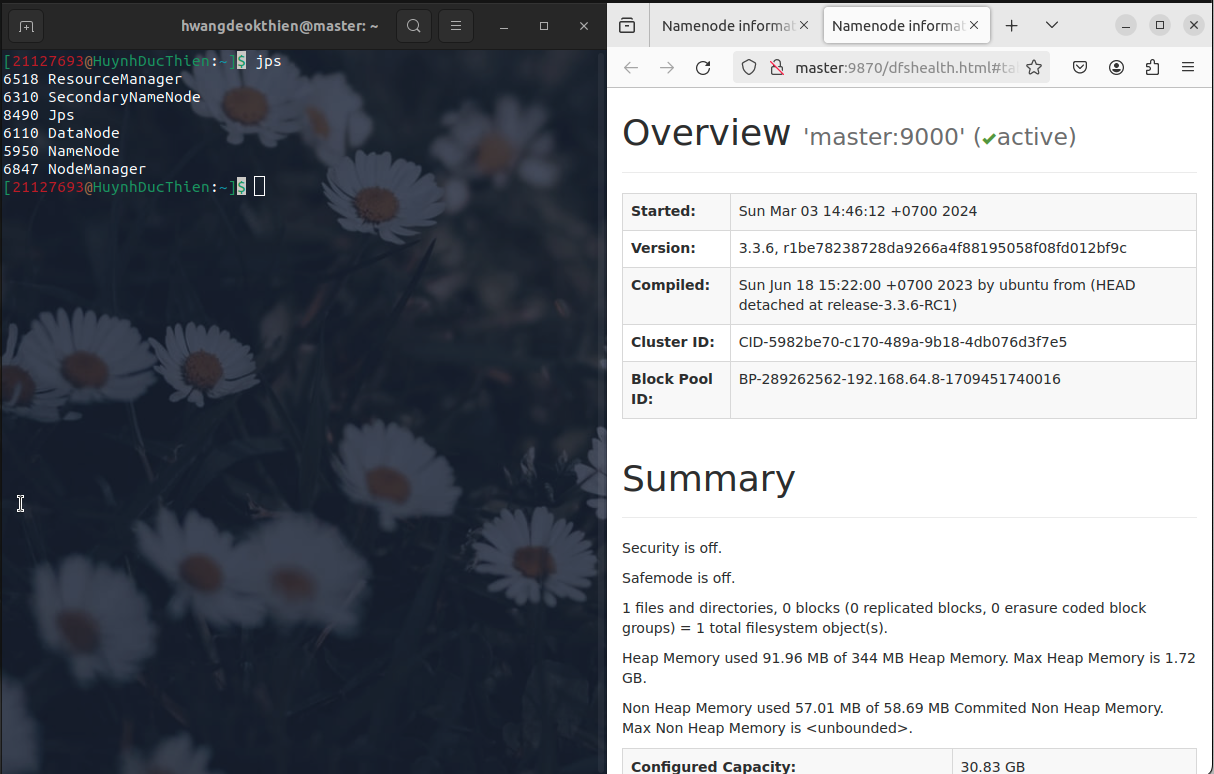 hwangdeokthien@master: ~
[21127693@HuynhDucThien:~]$ jps
6518 ResourceManager
6310 SecondaryNameNode
8490 Jps
6110 DataNode
5950 NameNode
6847 NodeManager
[21127693@HuynhDucThien:~]$
Namenode informat
Namenode informat
master:9870/dfshealth.html#ta
Overview 'master:9000' (✔active)
Started: Sun Mar 03 14:46:12 +0700 2024
Version: 3.3.6, r1be78238728da9266a4f88195058f08fd012bf9c
Compiled: Sun Jun 18 15:22:00 +0700 2023 by ubuntu from (HEAD
detached at release-3.3.6-RC1)
Cluster ID: CID-5982be70-c170-489a-9b18-4db076d3f7e5
Block Pool BP-289262562-192.168.64.8-1709451740016
ID:
Summary
Security is off.
Safemode is off.
1 files and directories, 0 blocks (0 replicated blocks, 0 erasure coded block
groups) = 1 total filesystem object(s).
Heap Memory used 91.96 MB of 344 MB Heap Memory. Max Heap Memory is 1.72
GB.
Non Heap Memory used 57.01 MB of 58.69 MB Commited Non Heap Memory.
Max Non Heap Memory is <unbounded>.
Configured Capacity: 30.83 GB